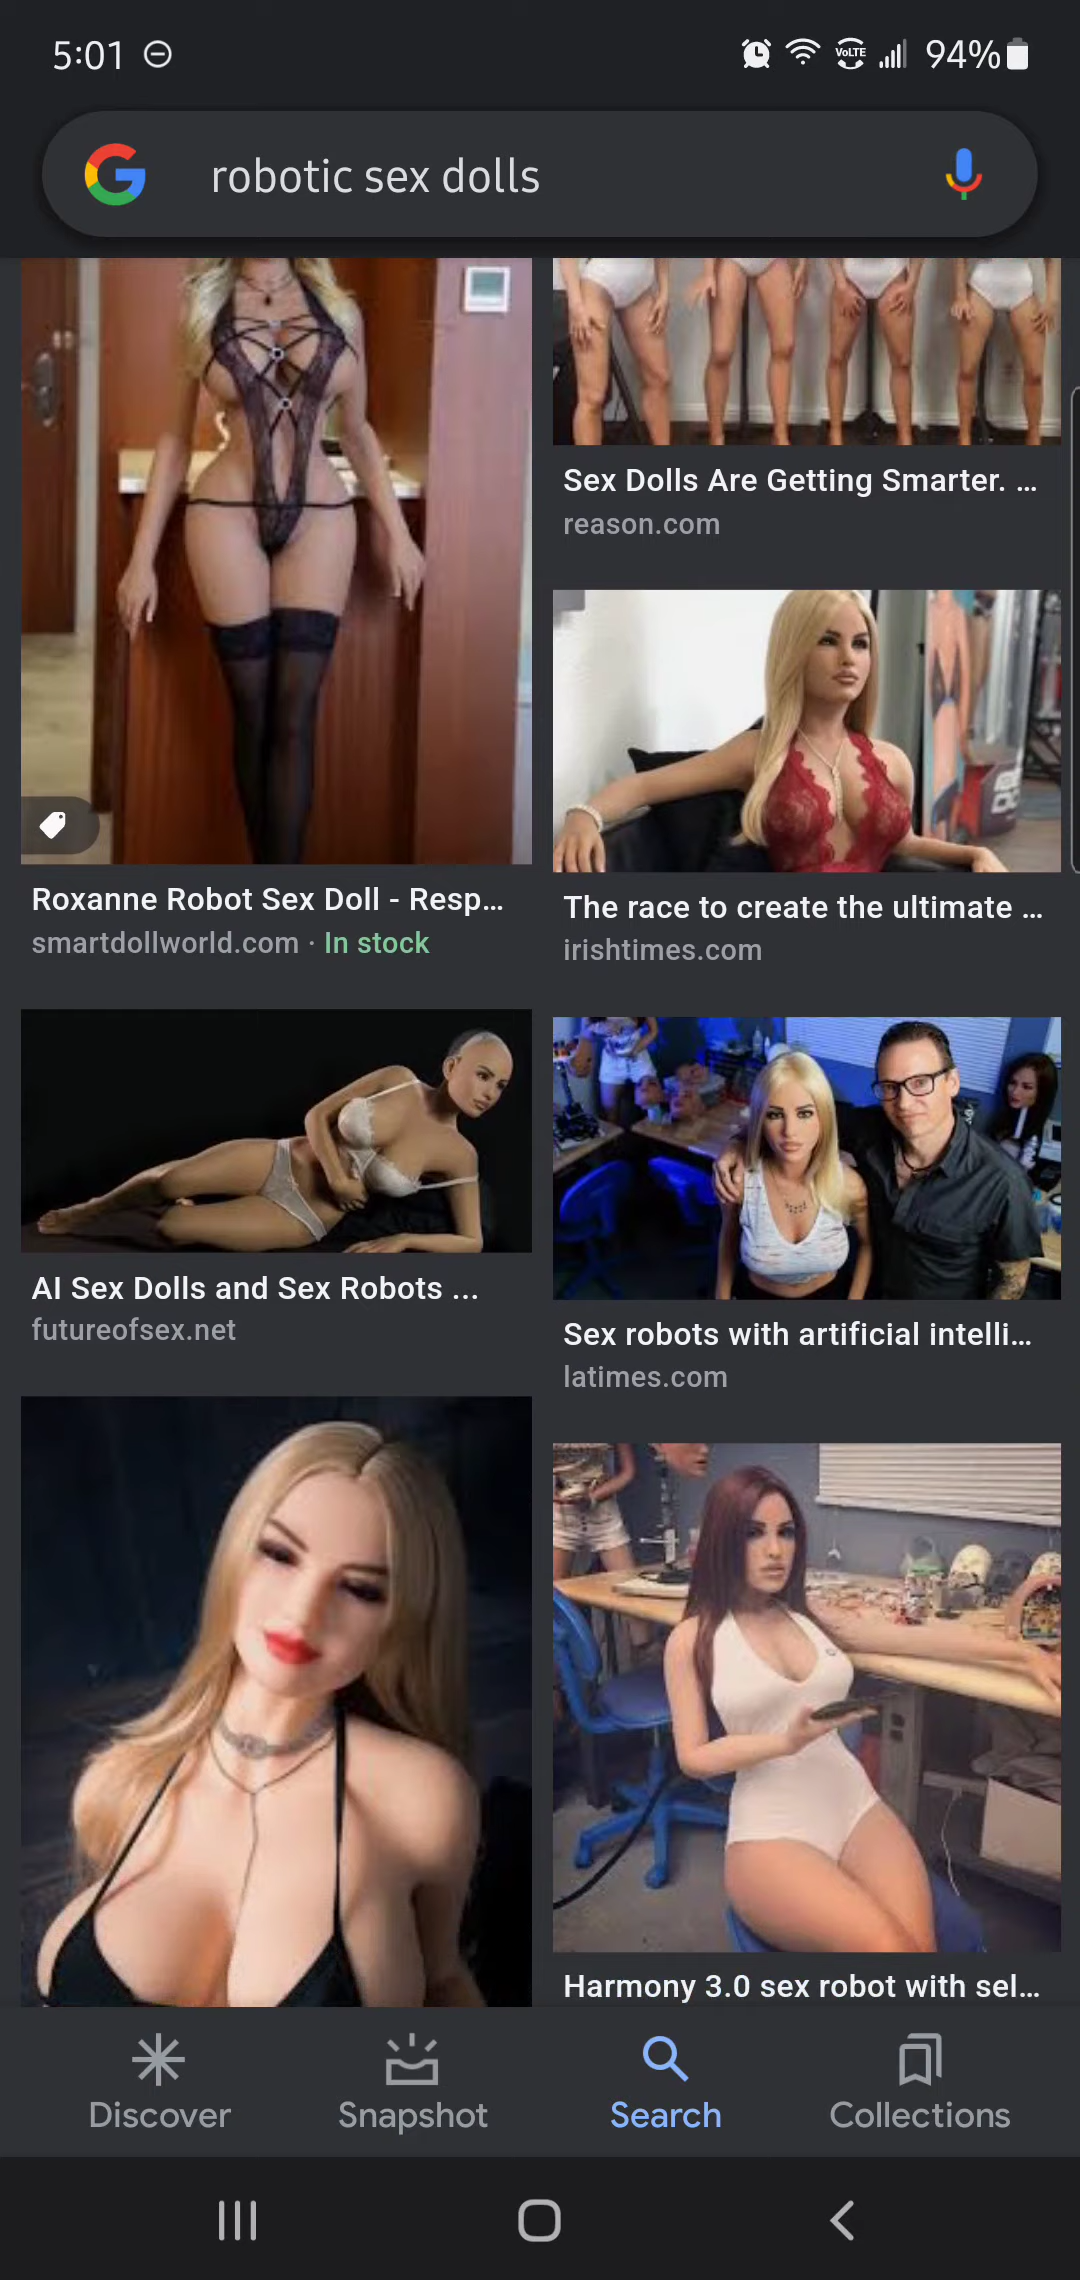 5:01
VoLTE
94%
robotic sex dolls
Sex Dolls Are Getting Smarter. ...
reason.com
Roxanne Robot Sex Doll - Resp...
smartdollworld.com · In stock
The race to create the ultimate ...
irishtimes.com
AI Sex Dolls and Sex Robots ...
futureofsex.net
Sex robots with artificial intelli...
latimes.com
Harmony 3.0 sex robot with sel...
Discover
Snapshot
Search
Collections